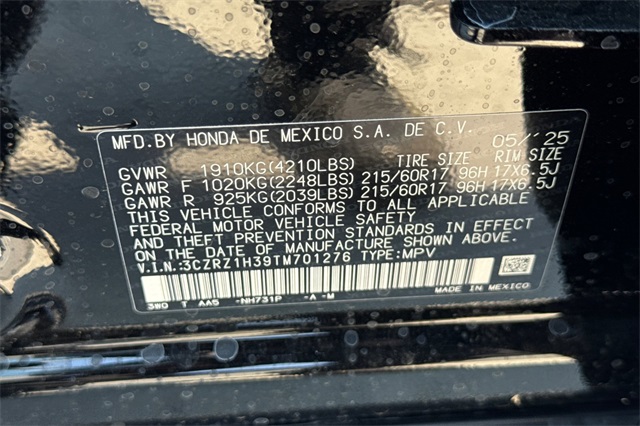 MFD.BY HONDA DE MEXICO S.A. DE C.V. 05/'25
GVWR 1910KG(4210LBS) TIRE SIZE RIM SIZE
GAWR F 1020KG(2248LBS) 215/60R17 96H 17X6.5J
GAWR R 925KG(2039LBS) 215/60R17 96H 17X6.5J
THIS VEHICLE CONFORMS TO ALL APPLICABLE
FEDERAL MOTOR VEHICLE SAFETY
AND THEFT PREVENTION STANDARDS IN EFFECT
ON THE DATE OF MANUFACTURE SHOWN ABOVE.
V.I.N.:3CZRZ1H39TM701276 TYPE:MPV
3W0 T AA5 -NH731P -A -M MADE IN MEXICO